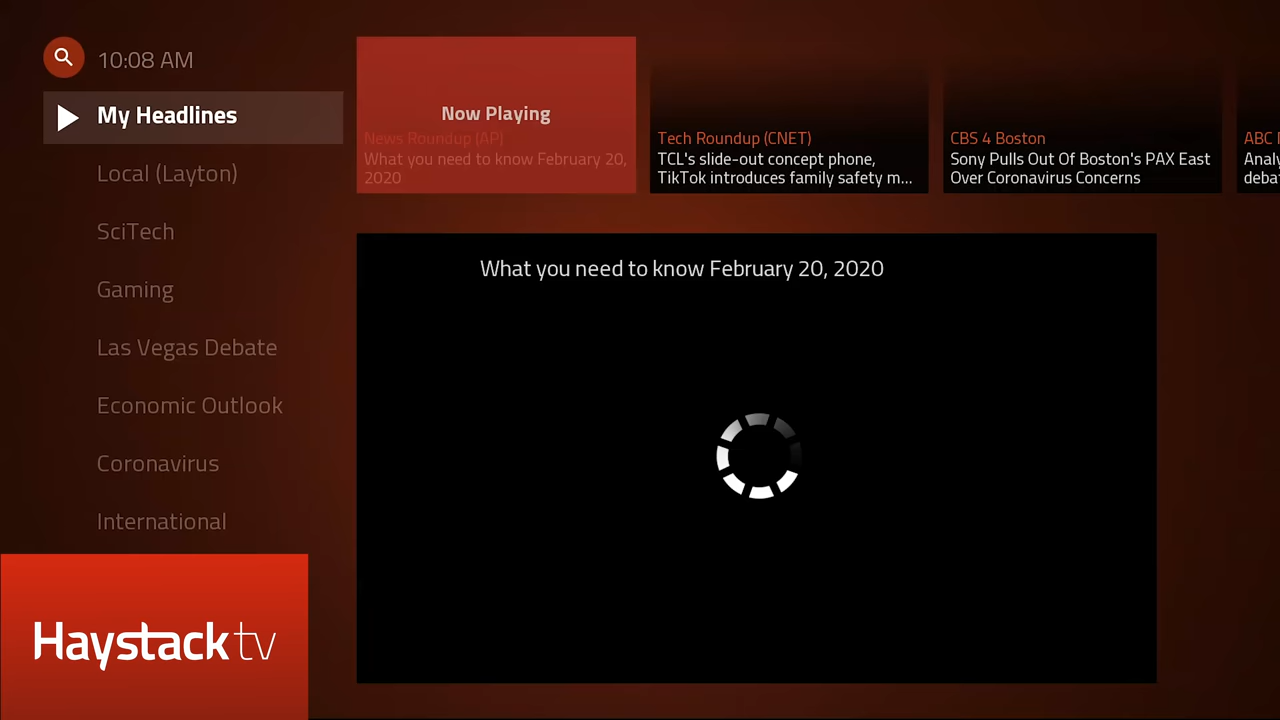 10:08 AM
My Headlines
Local (Layton)
SciTech
Gaming
Las Vegas Debate
Economic Outlook
Coronavirus
International
Haystack tv
Now Playing
News Roundup (AP)
What you need to know February 20,
2020
Tech Roundup (CNET)
TCL's slide-out concept phone,
TikTok introduces family safety m...
CBS 4 Boston
Sony Pulls Out Of Boston's PAX East
Over Coronavirus Concerns
ABC
Analy
debat
What you need to know February 20, 2020